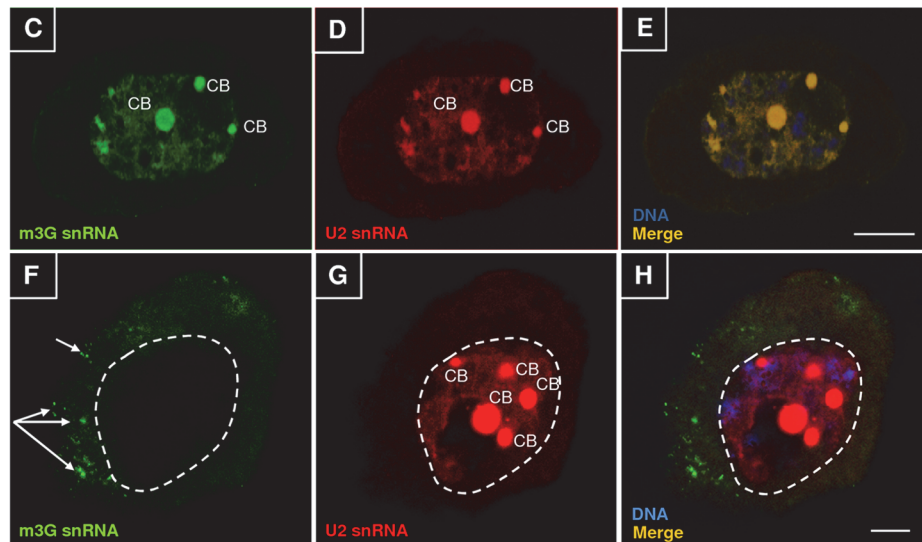 C
CB
CB
CB
m3G snRNA
D
CB
CB
CB
U2 snRNA
E
DNA
Merge
F
m3G snRNA
G
CB
CB
CB
CB
CB
U2 snRNA
H
DNA
Merge